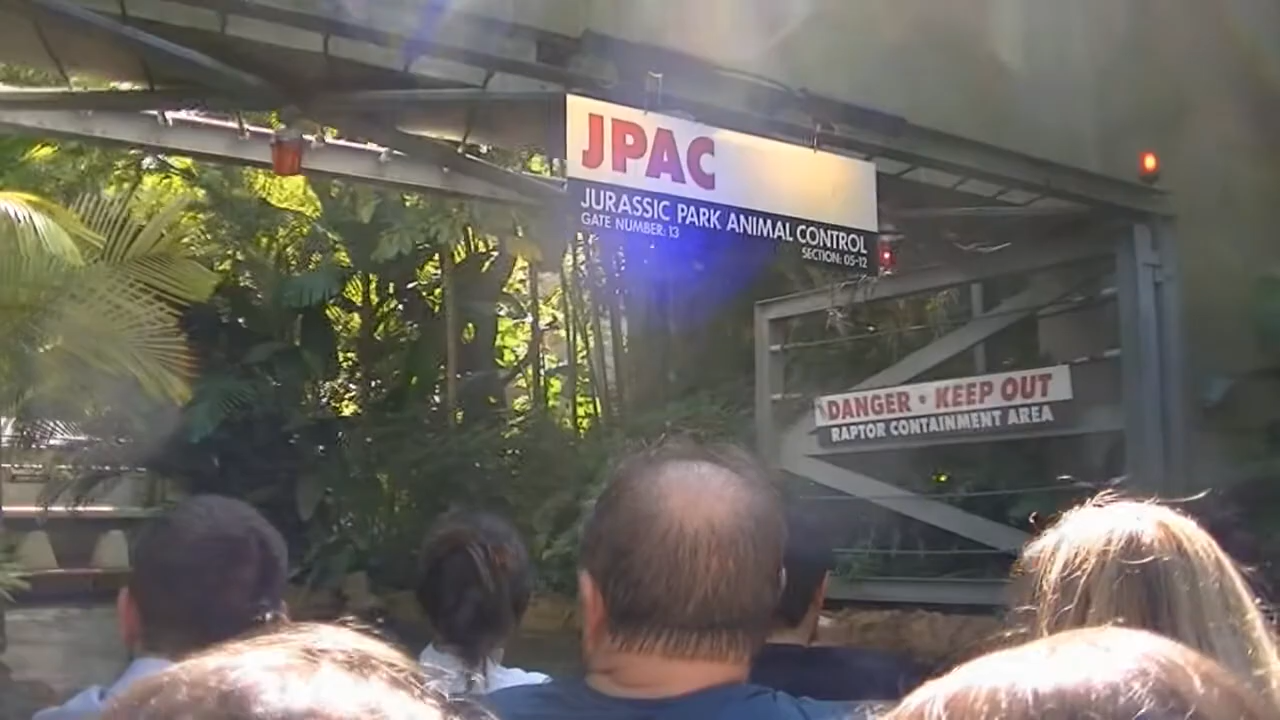 JPAC
JURASSIC PARK ANIMAL CONTROL
GATE NUMBER: 13
SECTION: 05-12
DANGER • KEEP OUT
RAPTOR CONTAINMENT AREA